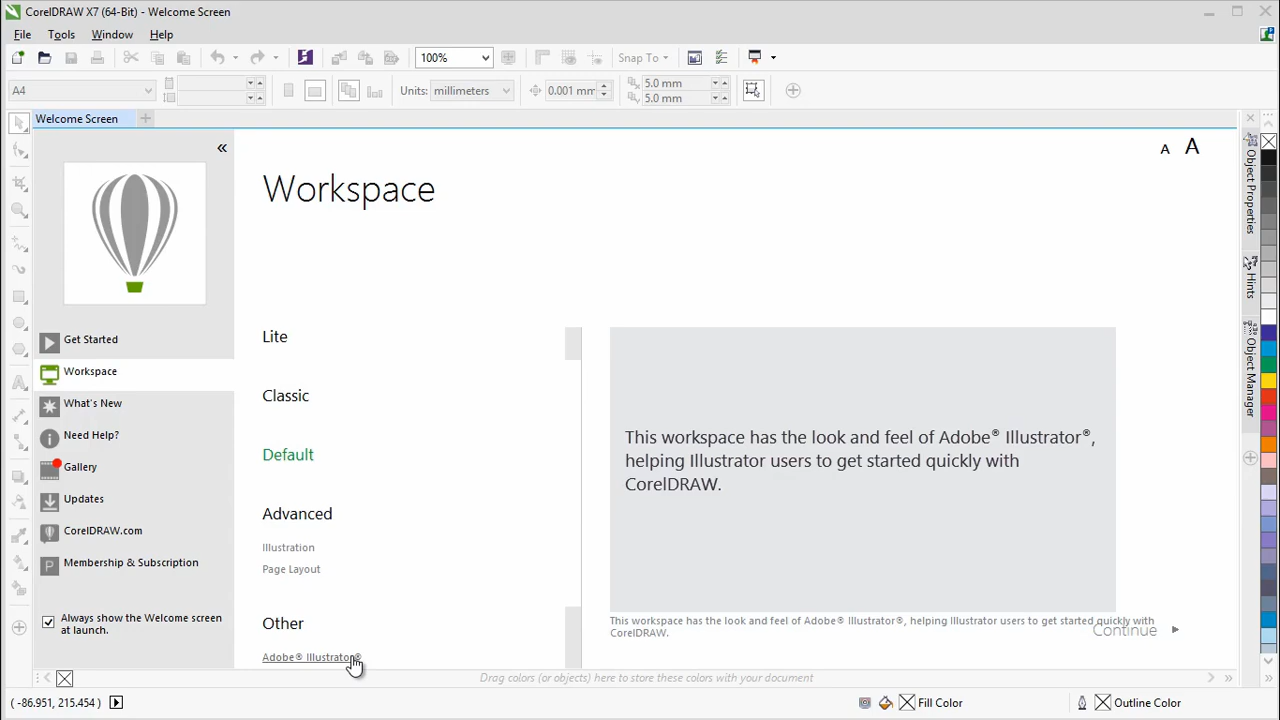 CorelDRAW X7 (64-Bit) - Welcome Screen
File Tools Window Help
100% Snap To
A4 Units: millimeters 0.001 mm 5.0 mm
5.0 mm
Welcome Screen
A A
Workspace
Get Started
Workspace
What's New
Need Help?
Gallery
Updates
CorelDRAW.com
Membership & Subscription
Always show the Welcome screen
at launch.
Lite
Classic
Default
Advanced
Illustration
Page Layout
Other
Adobe® Illustrator®
This workspace has the look and feel of Adobe® Illustrator®,
helping Illustrator users to get started quickly with
CorelDRAW.
This workspace has the look and feel of Adobe® Illustrator®, helping Illustrator users to get started quickly with
CorelDRAW.
Continue
Object Properties
Hints
Object Manager
Drag colors (or objects) here to store these colors with your document
( -86.951, 215.454 ) Fill Color Outline Color